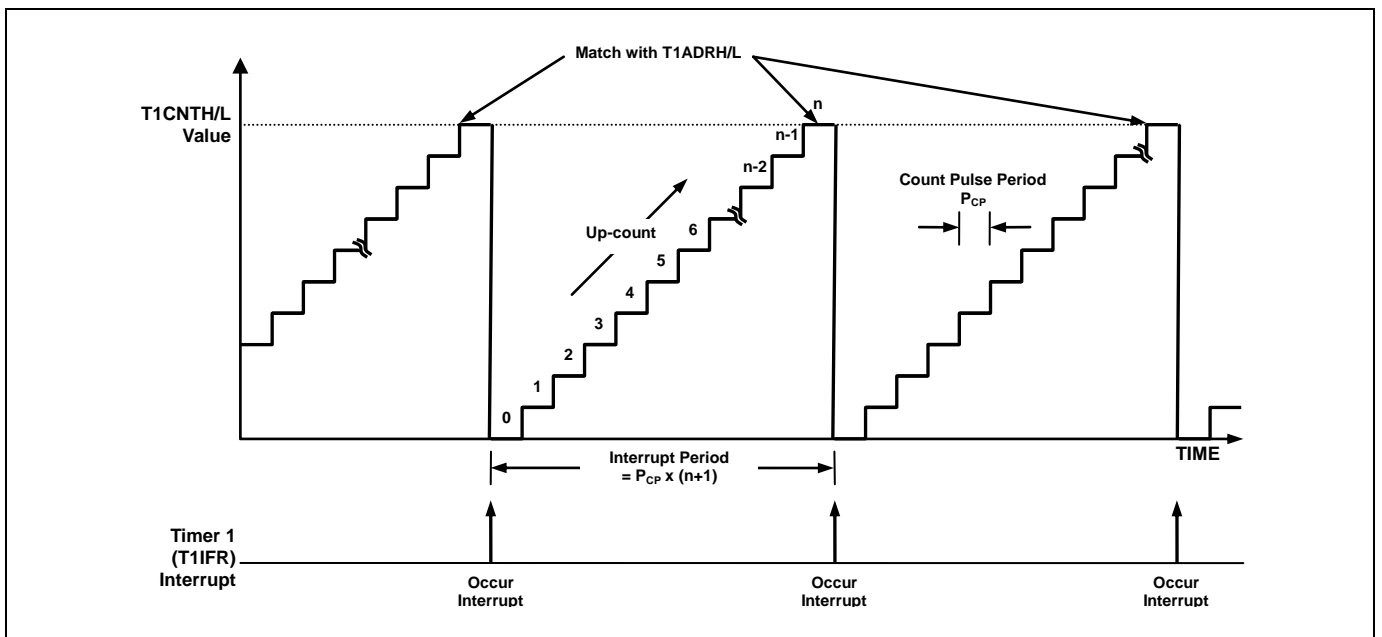 Match with T1ADRH/L
T1CNTH/L
Value
n
n-1
n-2
Count Pulse Period
PCP
Up-count
6
5
4
3
2
1
0
TIME
Interrupt Period
= PCP x (n+1)
Timer 1
(T1IFR)
Interrupt
Occur
Interrupt
Occur
Interrupt
Occur
Interrupt